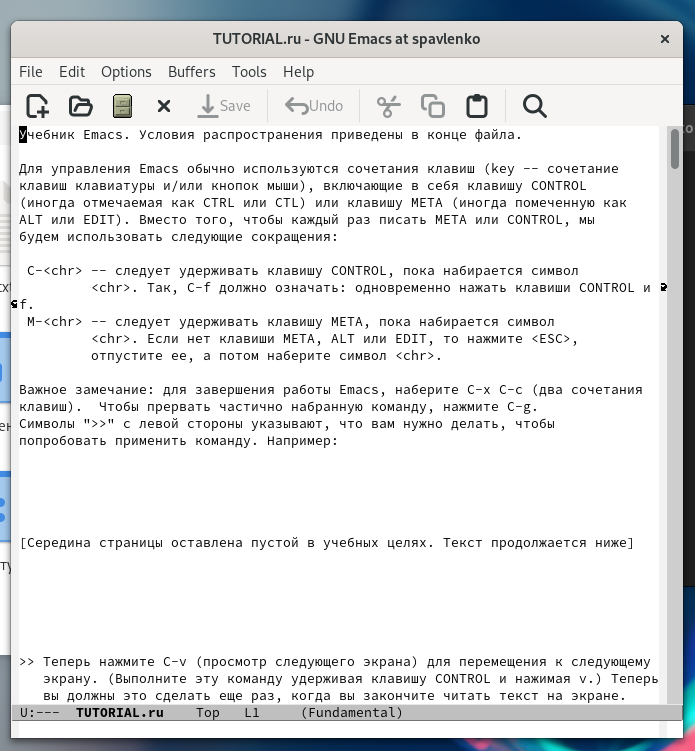 TUTORIAL.ru - GNU Emacs at spavlenko
File Edit Options Buffers Tools Help
Save Undo
Учебник Emacs. Условия распространения приведены в конце файла.
Для управления Emacs обычно используются сочетания клавиш (key -- сочетание
клавиш клавиатуры и/или кнопок мыши), включающие в себя клавишу CONTROL
(иногда отмечаемая как CTRL или CTL) или клавишу META (иногда помеченную как
ALT или EDIT). Вместо того, чтобы каждый раз писать META или CONTROL, мы
будем использовать следующие сокращения:
C-<chr> -- следует удерживать клавишу CONTROL, пока набирается символ
<chr>. Так, C-f должно означать: одновременно нажать клавиши CONTROL и
f.
M-<chr> -- следует удерживать клавишу META, пока набирается символ
<chr>. Если нет клавиши META, ALT или EDIT, то нажмите <ESC>,
отпустите ее, а потом наберите символ <chr>.
Важное замечание: для завершения работы Emacs, наберите C-x C-c (два сочетания
клавиш).  Чтобы прервать частично набранную команду, нажмите C-g.
Символы ">>" с левой стороны указывают, что вам нужно делать, чтобы
попробовать применить команду. Например:
[Середина страницы оставлена пустой в учебных целях. Текст продолжается ниже]
>> Теперь нажмите C-v (просмотр следующего экрана) для перемещения к следующему
экрану. (Выполните эту команду удерживая клавишу CONTROL и нажимая v.) Теперь
вы должны это сделать еще раз, когда вы закончите читать текст на экране.
U:--- TUTORIAL.ru Top L1 (Fundamental)